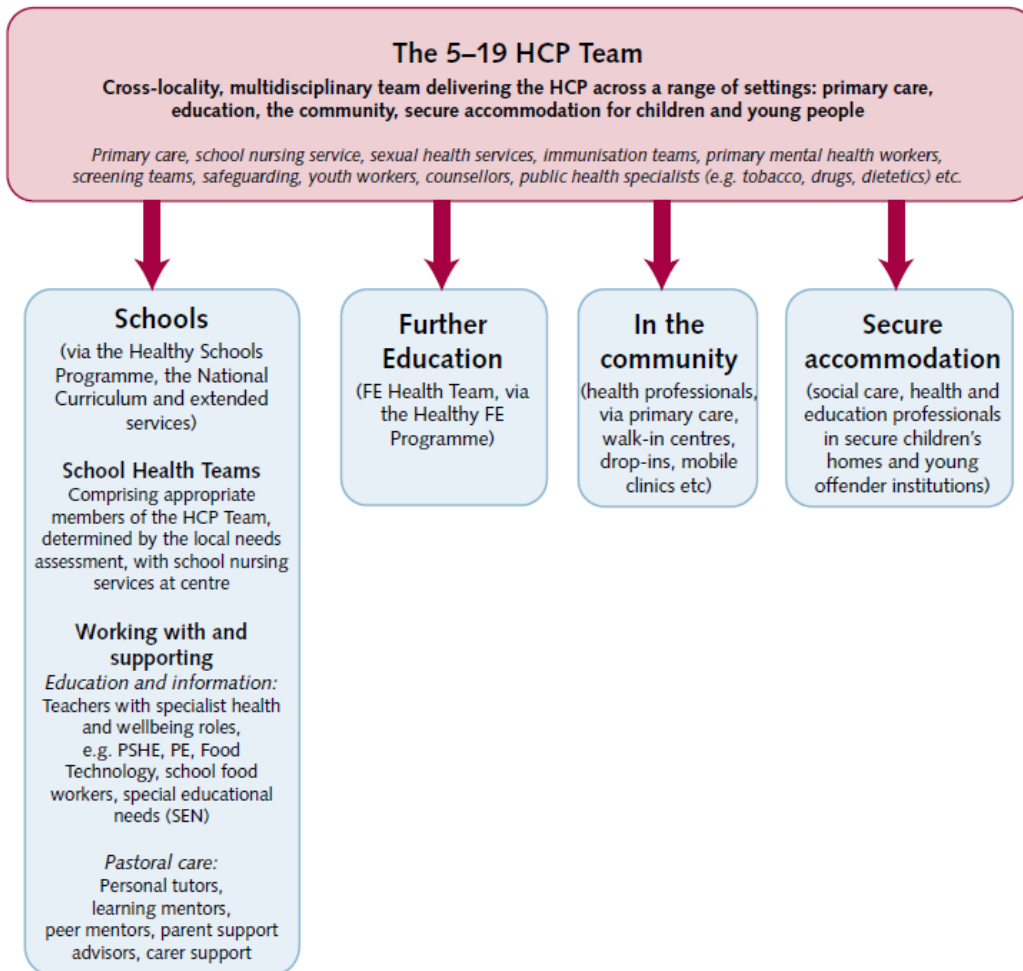 The 5–19 HCP Team
Cross-locality, multidisciplinary team delivering the HCP across a range of settings: primary care,
education, the community, secure accommodation for children and young people
Primary care, school nursing service, sexual health services, immunisation teams, primary mental health workers,
screening teams, safeguarding, youth workers, counsellors, public health specialists (e.g. tobacco, drugs, dietetics) etc.
Schools
(via the Healthy Schools
Programme, the National
Curriculum and extended
services)
School Health Teams
Comprising appropriate
members of the HCP Team,
determined by the local needs
assessment, with school nursing
services at centre
Working with and
supporting
Education and information:
Teachers with specialist health
and wellbeing roles,
e.g. PSHE, PE, Food
Technology, school food
workers, special educational
needs (SEN)
Pastoral care:
Personal tutors,
learning mentors,
peer mentors, parent support
advisors, carer support
Further
Education
(FE Health Team, via
the Healthy FE
Programme)
In the
community
(health professionals,
via primary care,
walk-in centres,
drop-ins, mobile
clinics etc)
Secure
accommodation
(social care, health and
education professionals
in secure children's
homes and young
offender institutions)